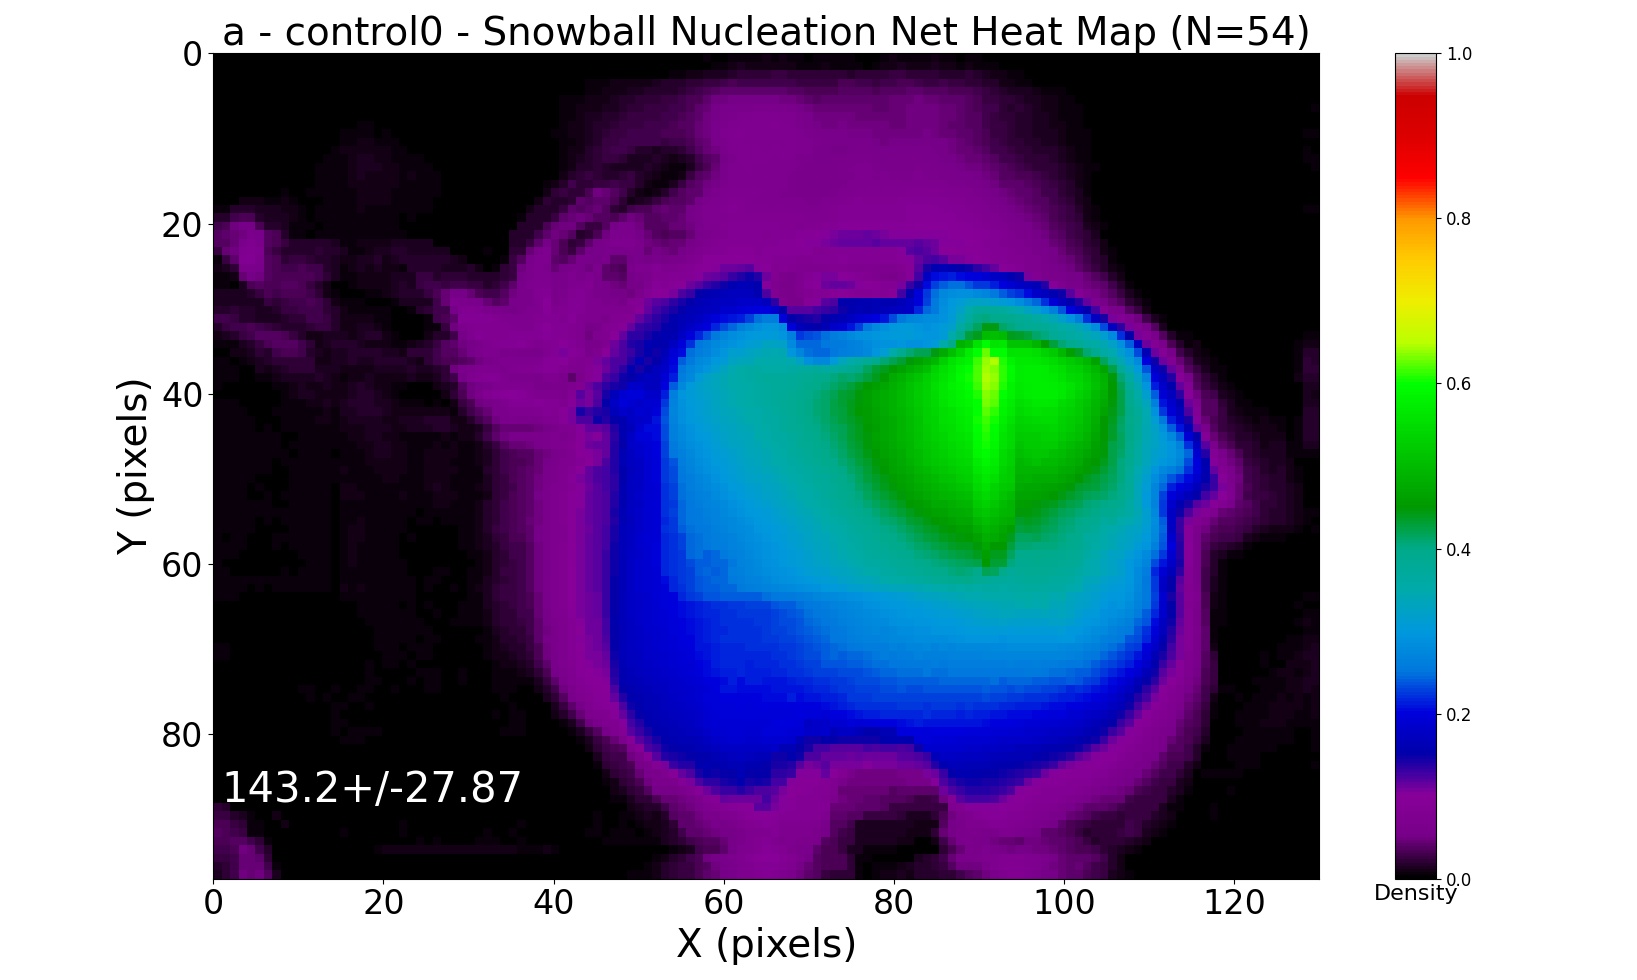 a - control0 - Snowball Nucleation Net Heat Map (N=54)
0
20
40
60
80
Y (pixels)
143.2+/-27.87
0 20 40 60 80 100 120
X (pixels)
1.0
0.8
0.6
0.4
0.2
0.0
Density